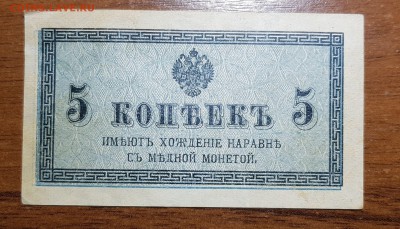 5 КОПѢЕКЪ 5
ИМѢЮТЪ ХОЖДЕНІЕ НАРАВНѢ
СЪ МѢДНОЙ МОНЕТОЙ.